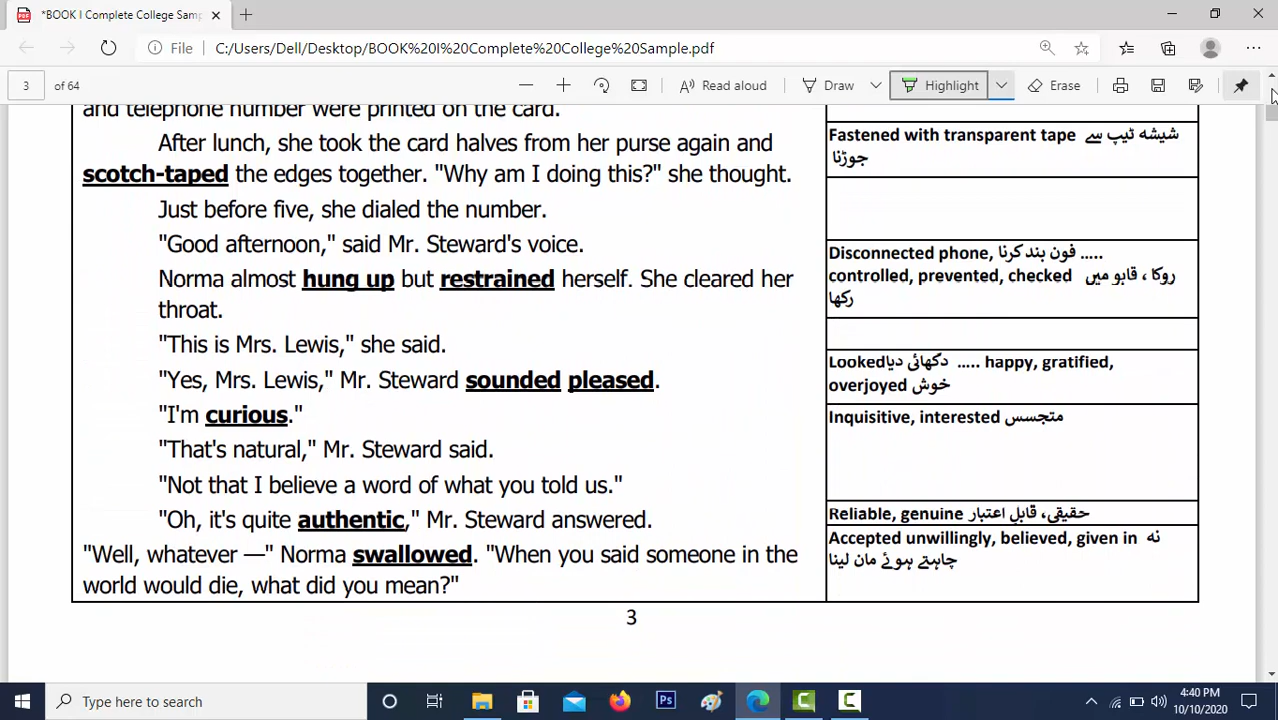 *BOOK I Complete College Sam
File C:/Users/Dell/Desktop/BOOK%20I%20Complete%20College%20Sample.pdf
3 of 64 Read aloud Draw Highlight Erase
and telephone number were printed on the card.
After lunch, she took the card halves from her purse again and
scotch-taped the edges together. "Why am I doing this?" she thought.
Just before five, she dialed the number.
"Good afternoon," said Mr. Steward's voice.
Norma almost hung up but restrained herself. She cleared her
throat.
"This is Mrs. Lewis," she said.
"Yes, Mrs. Lewis," Mr. Steward sounded pleased.
"I'm curious."
"That's natural," Mr. Steward said.
"Not that I believe a word of what you told us."
"Oh, it's quite authentic," Mr. Steward answered.
"Well, whatever —" Norma swallowed. "When you said someone in the
world would die, what did you mean?"
Fastened with transparent tape شیشہ ٹیپ سے
جوڑنا
Disconnected phone, فون بند کرنا .....
controlled, prevented, checked روکا ، قابو میں
رکھا
Looked دکھائی دیا ..... happy, gratified,
overjoyed خوش
Inquisitive, interested متجسس
Reliable, genuine حقیقی، قابل اعتبار
Accepted unwillingly, believed, given in نہ
چاہتے ہوئے مان لینا
3
Type here to search
4:40 PM
10/10/2020